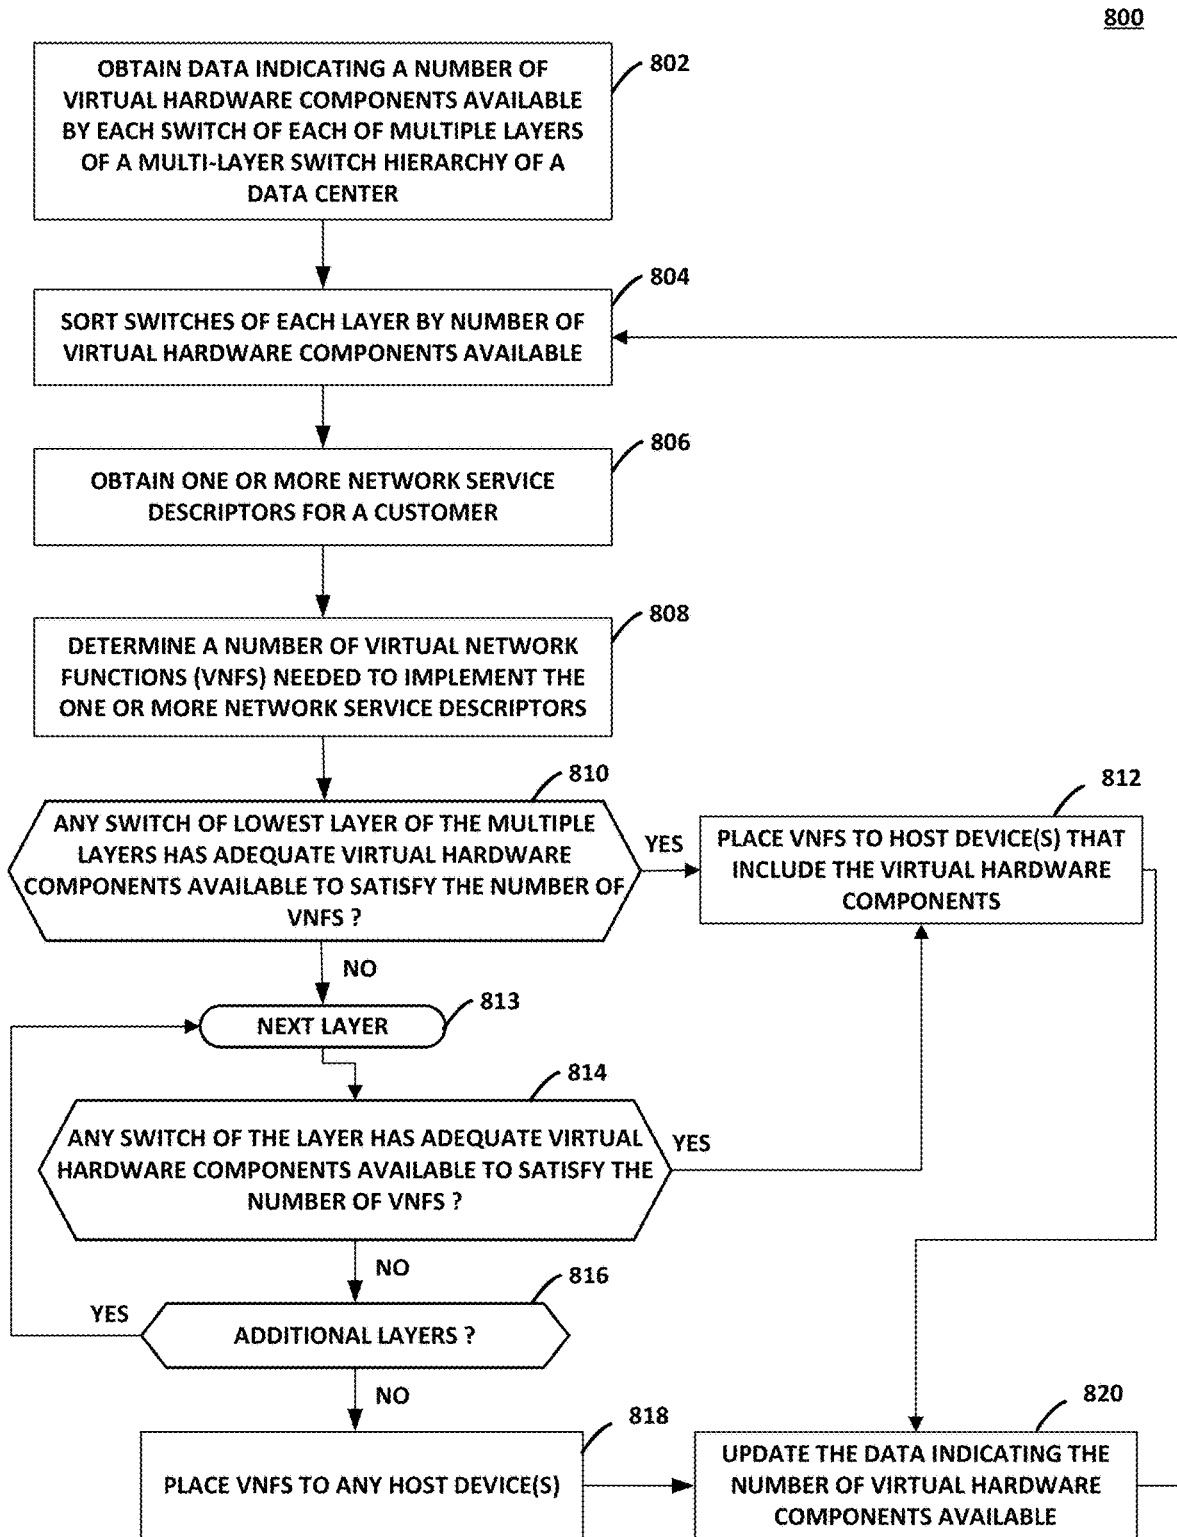 800
802
OBTAIN DATA INDICATING A NUMBER OF
VIRTUAL HARDWARE COMPONENTS AVAILABLE
BY EACH SWITCH OF EACH OF MULTIPLE LAYERS
OF A MULTI-LAYER SWITCH HIERARCHY OF A
DATA CENTER
804
SORT SWITCHES OF EACH LAYER BY NUMBER OF
VIRTUAL HARDWARE COMPONENTS AVAILABLE
806
OBTAIN ONE OR MORE NETWORK SERVICE
DESCRIPTORS FOR A CUSTOMER
808
DETERMINE A NUMBER OF VIRTUAL NETWORK
FUNCTIONS (VNFS) NEEDED TO IMPLEMENT THE
ONE OR MORE NETWORK SERVICE DESCRIPTORS
810
ANY SWITCH OF LOWEST LAYER OF THE MULTIPLE
LAYERS HAS ADEQUATE VIRTUAL HARDWARE
COMPONENTS AVAILABLE TO SATISFY THE NUMBER OF
VNFS ?
YES
812
PLACE VNFS TO HOST DEVICE(S) THAT
INCLUDE THE VIRTUAL HARDWARE
COMPONENTS
NO
813
NEXT LAYER
814
ANY SWITCH OF THE LAYER HAS ADEQUATE VIRTUAL
HARDWARE COMPONENTS AVAILABLE TO SATISFY THE
NUMBER OF VNFS ?
YES
NO
816
ADDITIONAL LAYERS ?
YES
NO
818
PLACE VNFS TO ANY HOST DEVICE(S)
820
UPDATE THE DATA INDICATING THE
NUMBER OF VIRTUAL HARDWARE
COMPONENTS AVAILABLE